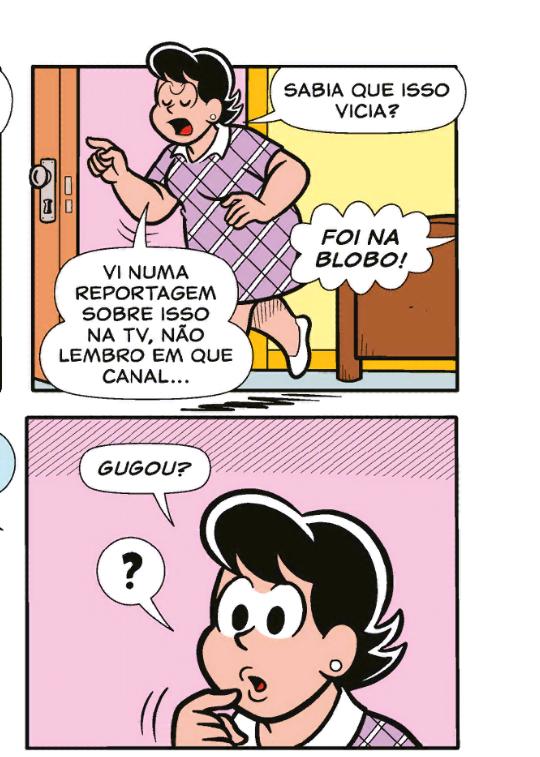 SABIA QUE ISSO
VICIA?
VI NUMA
REPORTAGEM
SOBRE ISSO
NA TV, NÃO
LEMBRO EM QUE
CANAL...
FOI NA
BLOBO!
GUGOU?
?